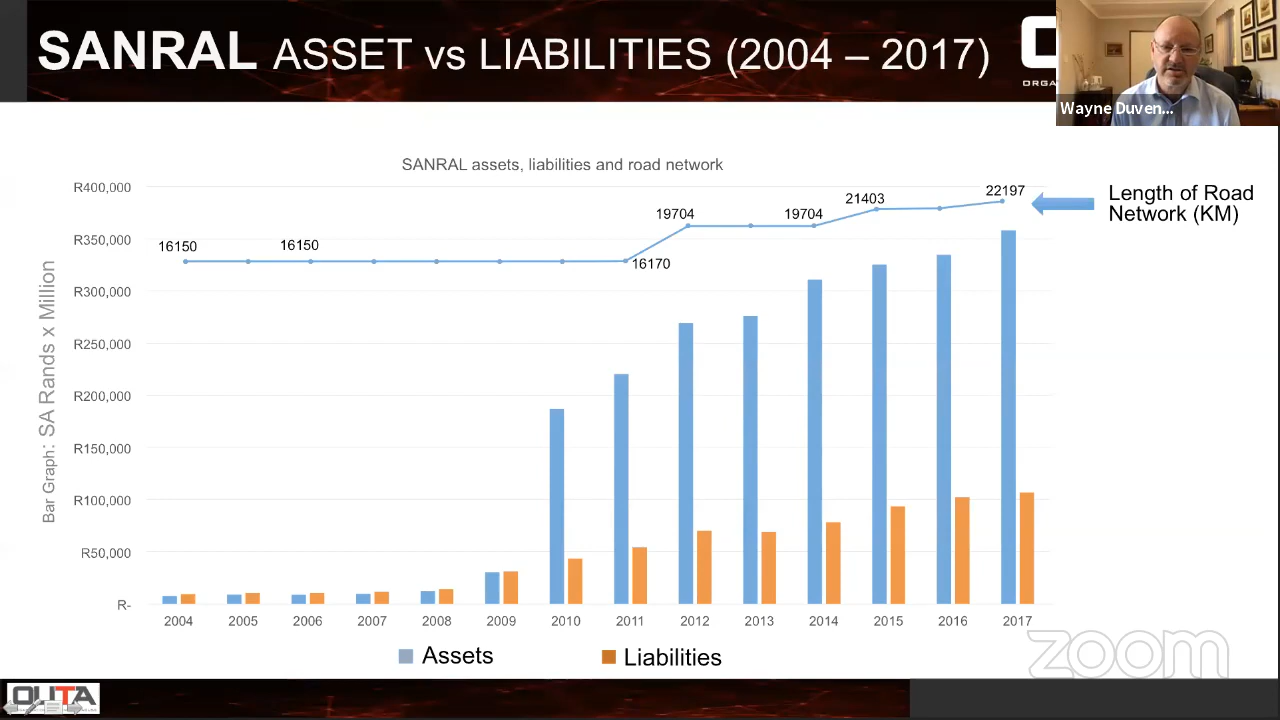 SANRAL ASSET vs LIABILITIES (2004 – 2017)
ORGA
Wayne Duven...
SANRAL assets, liabilities and road network
R400,000
R350,000
R300,000
R250,000
R200,000
R150,000
R100,000
R50,000
R-
Bar Graph: SA Rands x Million
16150
16150
16170
19704
19704
21403
22197
Length of Road
Network (KM)
2004 2005 2006 2007 2008 2009 2010 2011 2012 2013 2014 2015 2016 2017
Assets Liabilities
zoom
OUTA